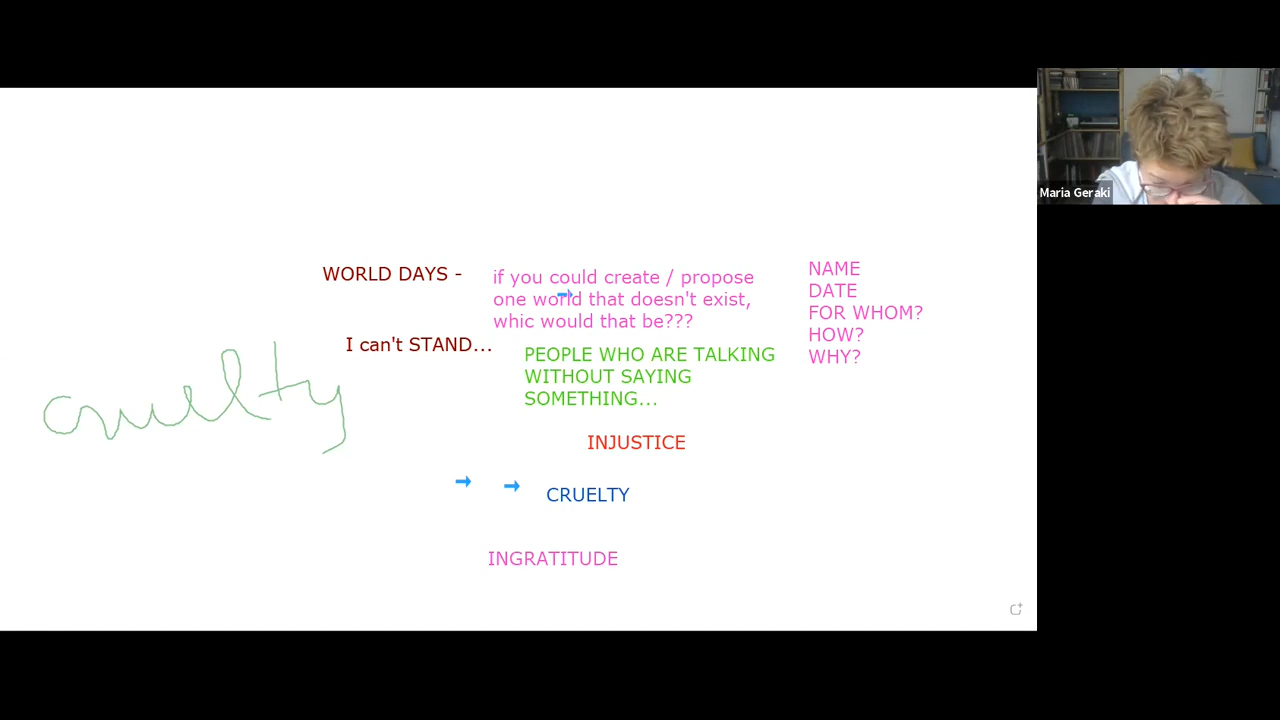 Maria Geraki
WORLD DAYS -
if you could create / propose
one world that doesn't exist,
whic would that be???
NAME
DATE
FOR WHOM?
HOW?
WHY?
I can't STAND...
PEOPLE WHO ARE TALKING
WITHOUT SAYING
SOMETHING...
cruelty
INJUSTICE
CRUELTY
INGRATITUDE